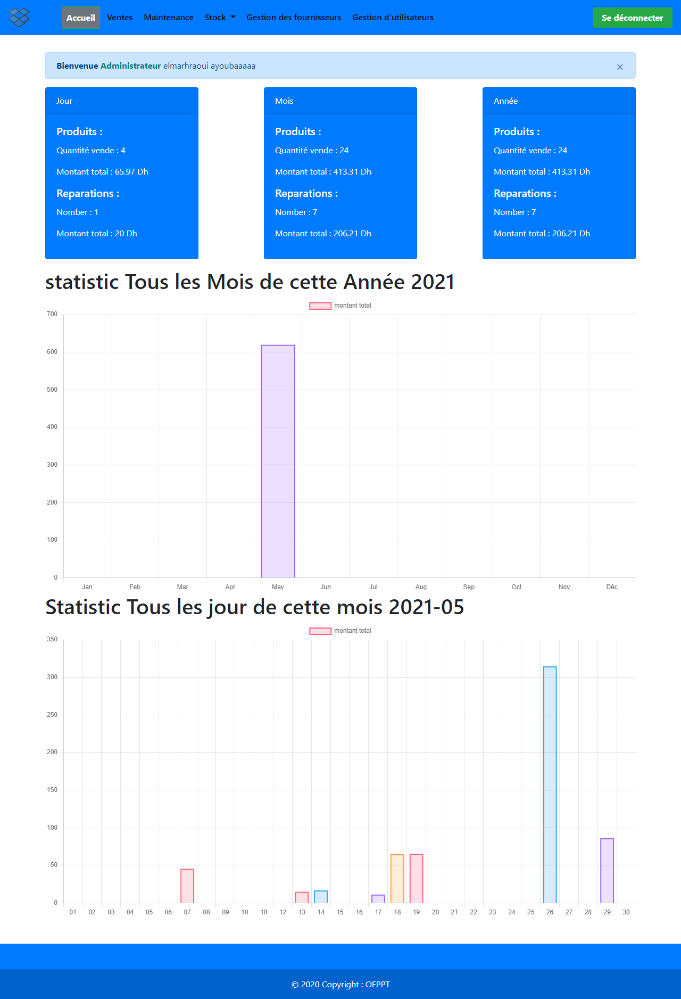 Accueil Ventes Maintenance Stock Gestion des fournisseurs Gestion d'utilisateurs Se déconnecter
Bienvenue Administrateur elmarhraoui ayoubaaaaa ×
Jour
Produits :
Quantité vende : 4
Montant total : 65.97 Dh
Reparations :
Nomber : 1
Montant total : 20 Dh
Mois
Produits :
Quantité vende : 24
Montant total : 413.31 Dh
Reparations :
Nomber : 7
Montant total : 206.21 Dh
Année
Produits :
Quantité vende : 24
Montant total : 413.31 Dh
Reparations :
Nomber : 7
Montant total : 206.21 Dh
statistic Tous les Mois de cette Année 2021
montant total
700
600
500
400
300
200
100
0
Jan Feb Mar Apr May Jun Jul Aug Sep Oct Nov Déc
Statistic Tous les jour de cette mois 2021-05
montant total
350
300
250
200
150
100
50
0
01 02 03 04 05 06 07 08 09 10 10 12 13 14 15 16 17 18 19 20 21 22 23 24 25 26 27 28 29 30
© 2020 Copyright : OFPPT